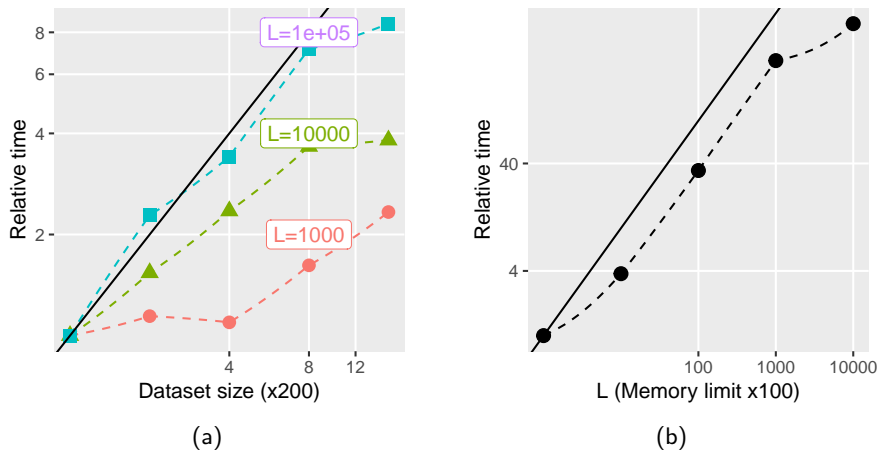 8
6
4
2
L=1e+05
L=10000
L=1000
Relative time
4
8
12
Dataset size (x200)
(a)
40
4
Relative time
100
1000
10000
L (Memory limit x100)
(b)